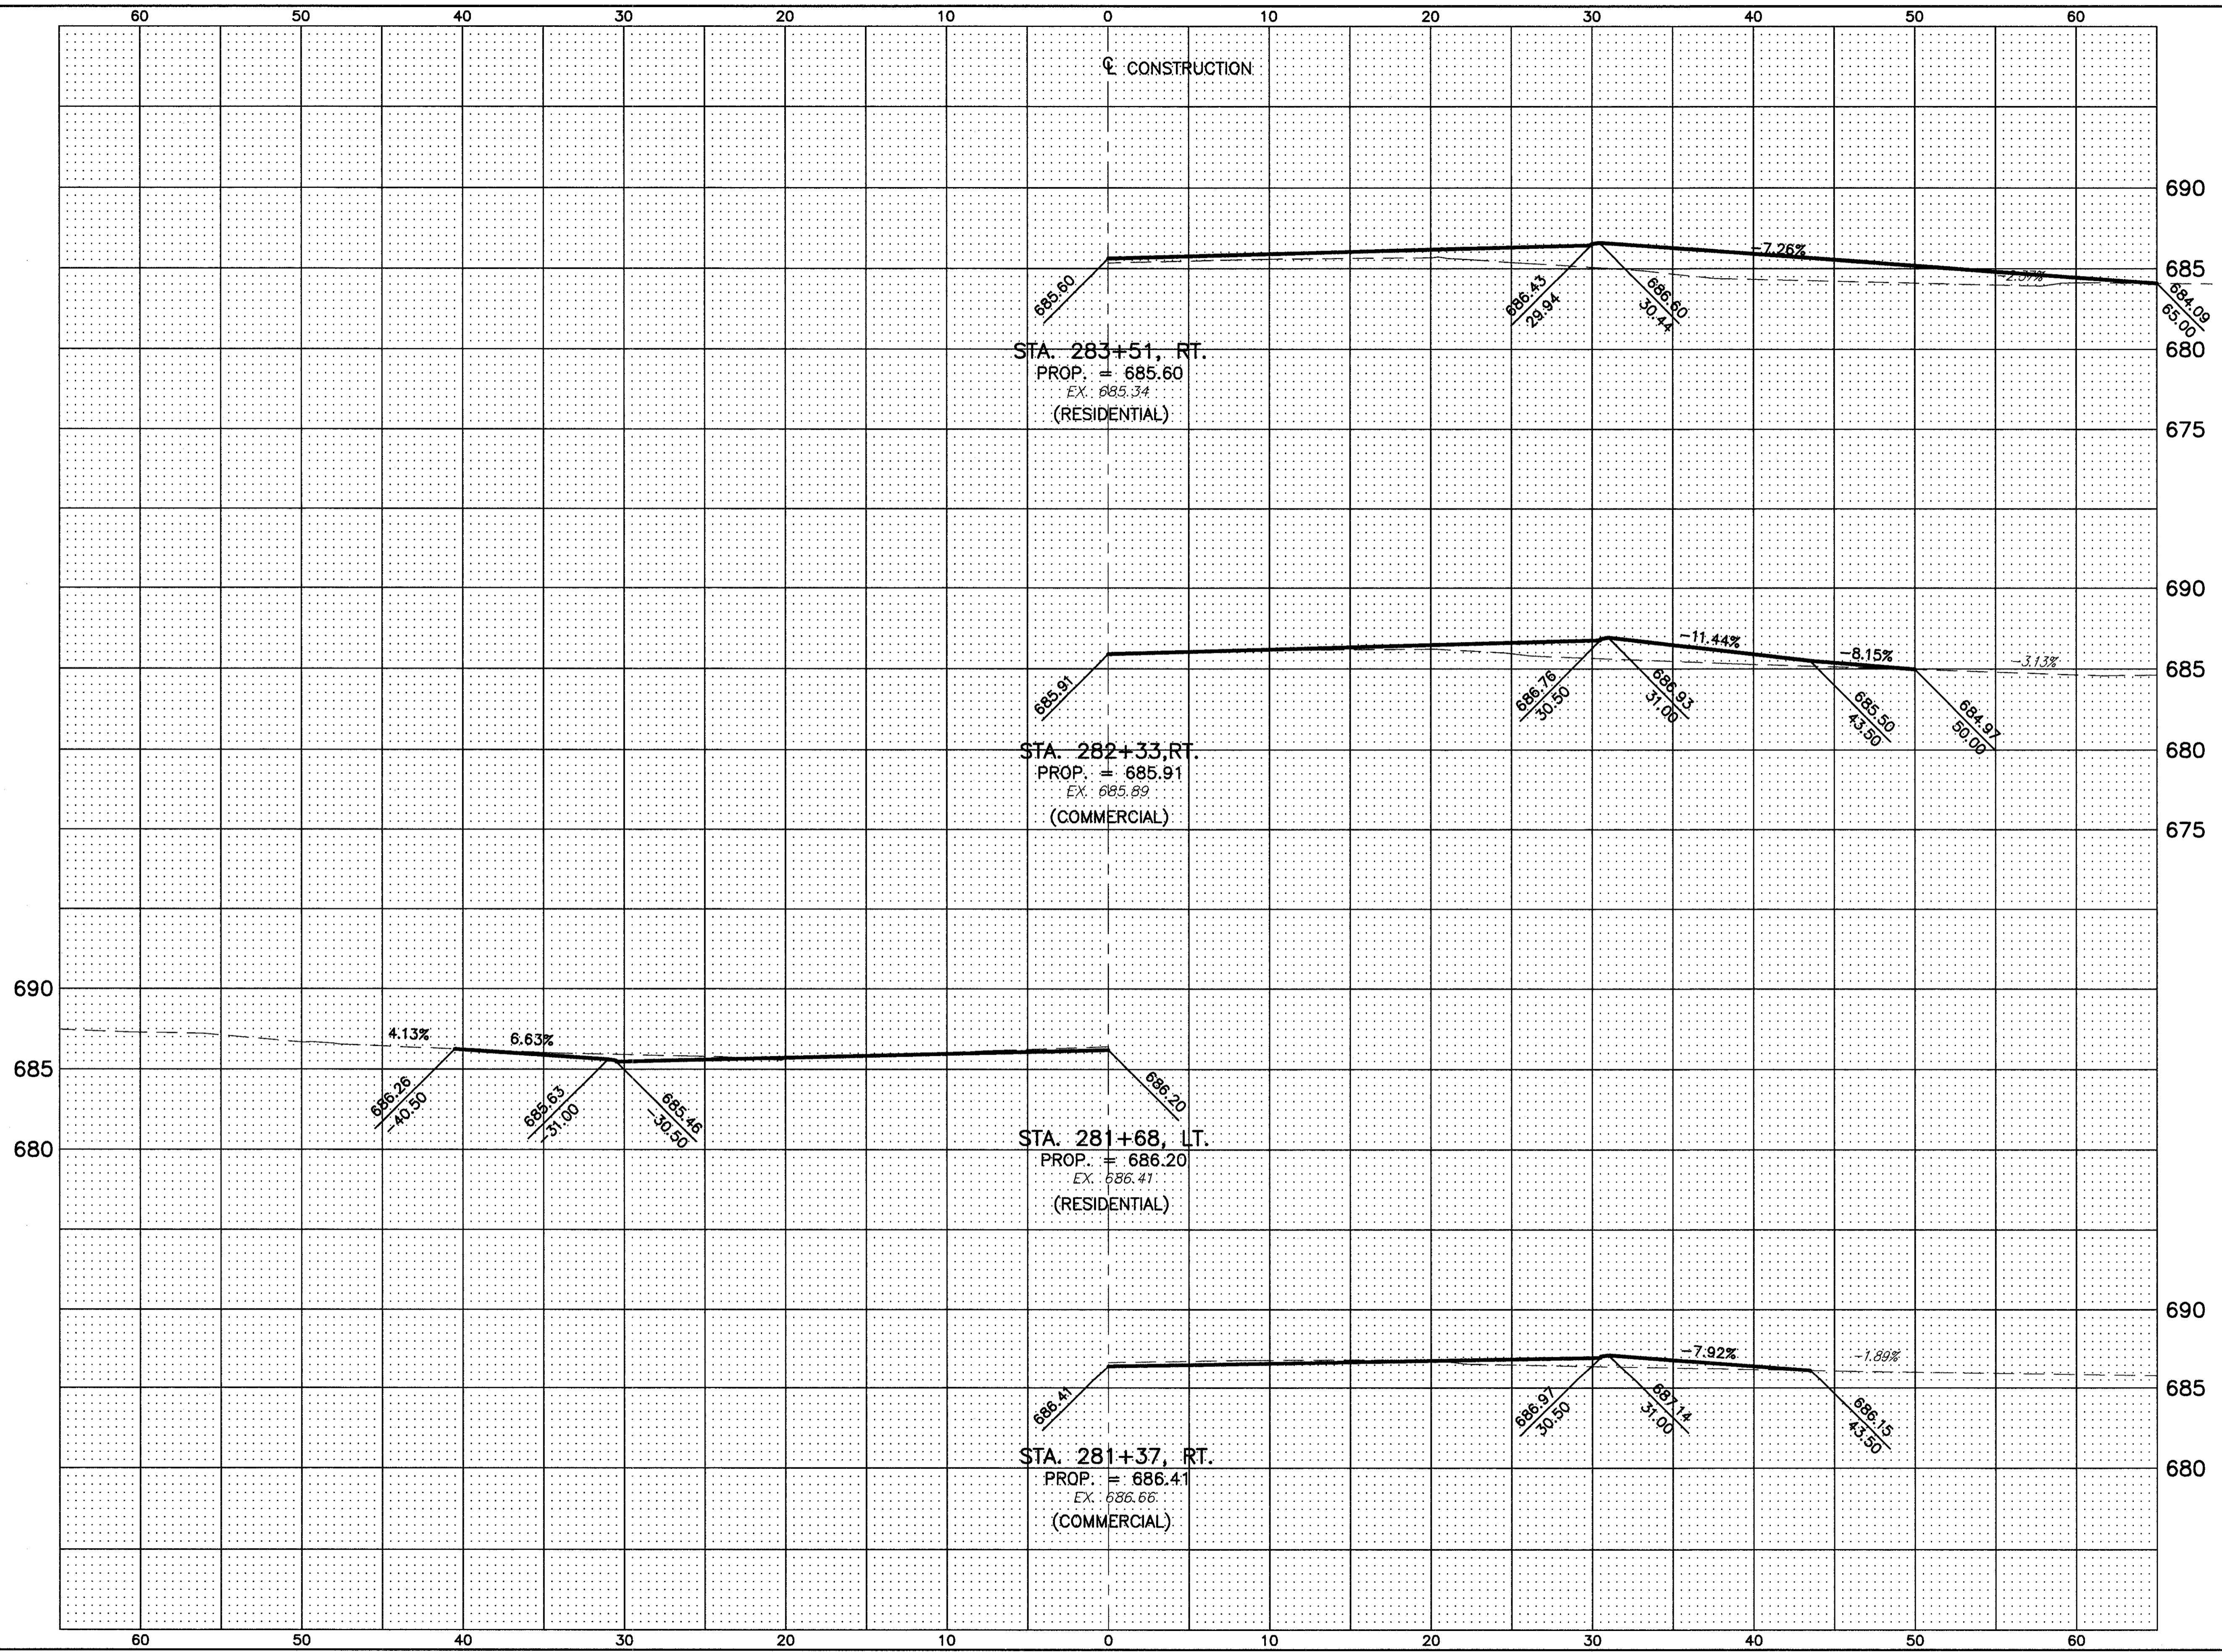 60 50 40 30 20 10 0 10 20 30 40 50 60
℄ CONSTRUCTION
690
-7.26%
685
-2.37%
685.60
686.43
29.94
686.60
30.44
684.09
65.00
680
STA. 283+51, RT.
PROP. = 685.60
EX. 685.34
(RESIDENTIAL)
675
690
-11.44%
-8.15%
-3.13%
685
685.91
686.76
30.50
686.93
31.00
685.50
43.50
684.97
50.00
680
STA. 282+33,RT.
PROP. = 685.91
EX. 685.89
(COMMERCIAL)
675
690
4.13%
6.63%
685
686.26
-40.50
685.63
-31.00
685.46
-30.50
686.20
680
STA. 281+68, LT.
PROP. = 686.20
EX. 686.41
(RESIDENTIAL)
690
-7.92%
-1.89%
685
686.41
686.97
30.50
687.14
31.00
686.15
43.50
680
STA. 281+37, RT.
PROP. = 686.41
EX. 686.66
(COMMERCIAL)
60 50 40 30 20 10 0 10 20 30 40 50 60